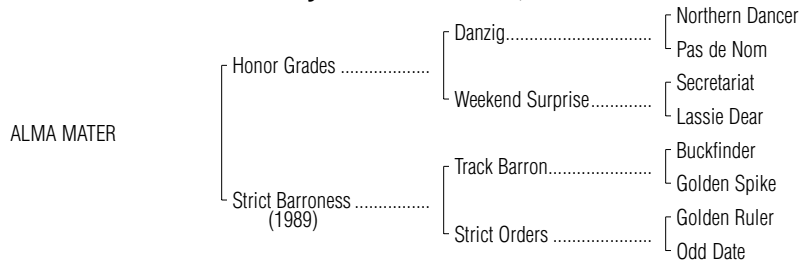 Northern Dancer
Danzig..............................
Pas de Nom
Honor Grades ...................
Secretariat
Weekend Surprise.............
Lassie Dear
ALMA MATER
Buckfinder
Track Barron......................
Golden Spike
Strict Barroness ................
(1989)
Golden Ruler
Strict Orders .....................
Odd Date